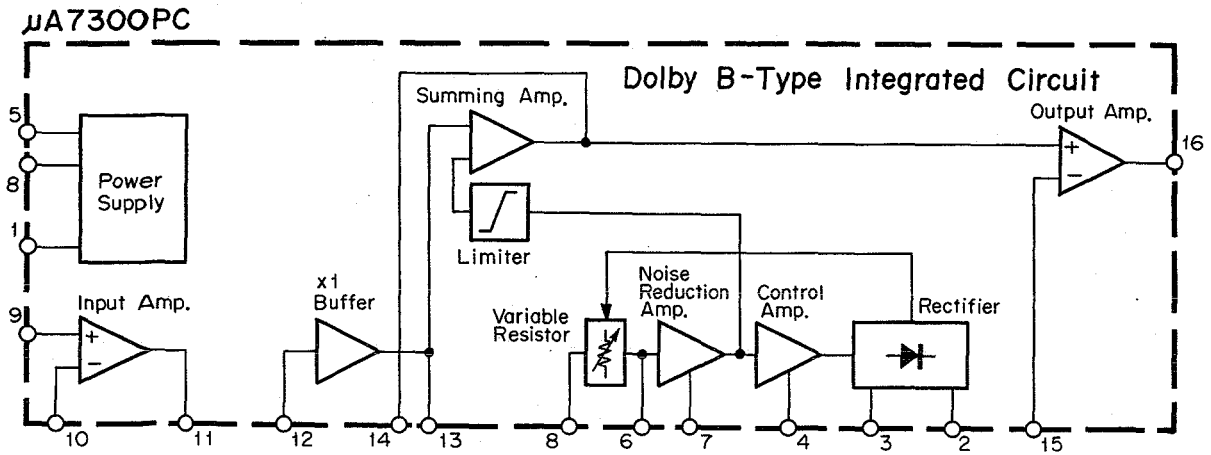 μA7300PC
Dolby B-Type Integrated Circuit
Summing Amp.
Output Amp.
5
8
1
9
16
Power
Supply
+
−
Limiter
Input Amp.
x1
Buffer
Variable
Resistor
Noise
Reduction
Amp.
Control
Amp.
Rectifier
+
−
10
11
12
14
13
8
6
7
4
3
2
15